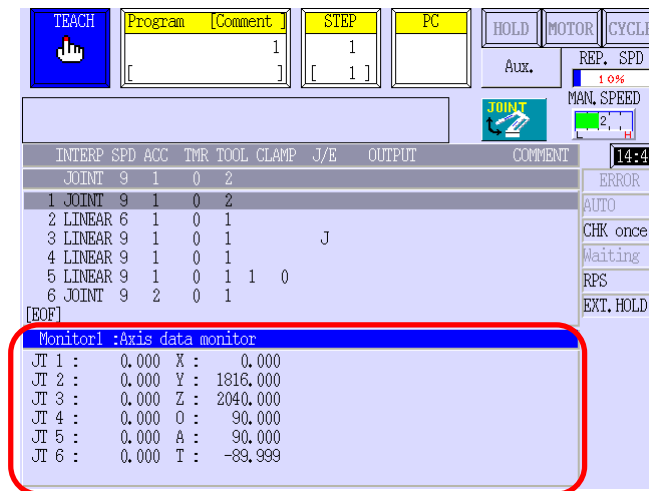 TEACH Program [Comment ] STEP PC HOLD MOTOR CYCLE
1 1
[ ] [ 1 ] Aux. REP. SPD
10%
MAN. SPEED
JOINT 2
L H
INTERP SPD ACC TMR TOOL CLAMP J/E OUTPUT COMMENT 14:4
JOINT 9 1 0 2 ERROR
1 JOINT 9 1 0 2 AUTO
2 LINEAR 6 1 0 1
3 LINEAR 9 1 0 1 J CHK once
4 LINEAR 9 1 0 1 Waiting
5 LINEAR 9 1 0 1 1 0 RPS
6 JOINT 9 2 0 1 EXT. HOLD
[EOF]
Monitor1 :Axis data monitor
JT 1 : 0.000 X : 0.000
JT 2 : 0.000 Y : 1816.000
JT 3 : 0.000 Z : 2040.000
JT 4 : 0.000 O : 90.000
JT 5 : 0.000 A : 90.000
JT 6 : 0.000 T : -89.999